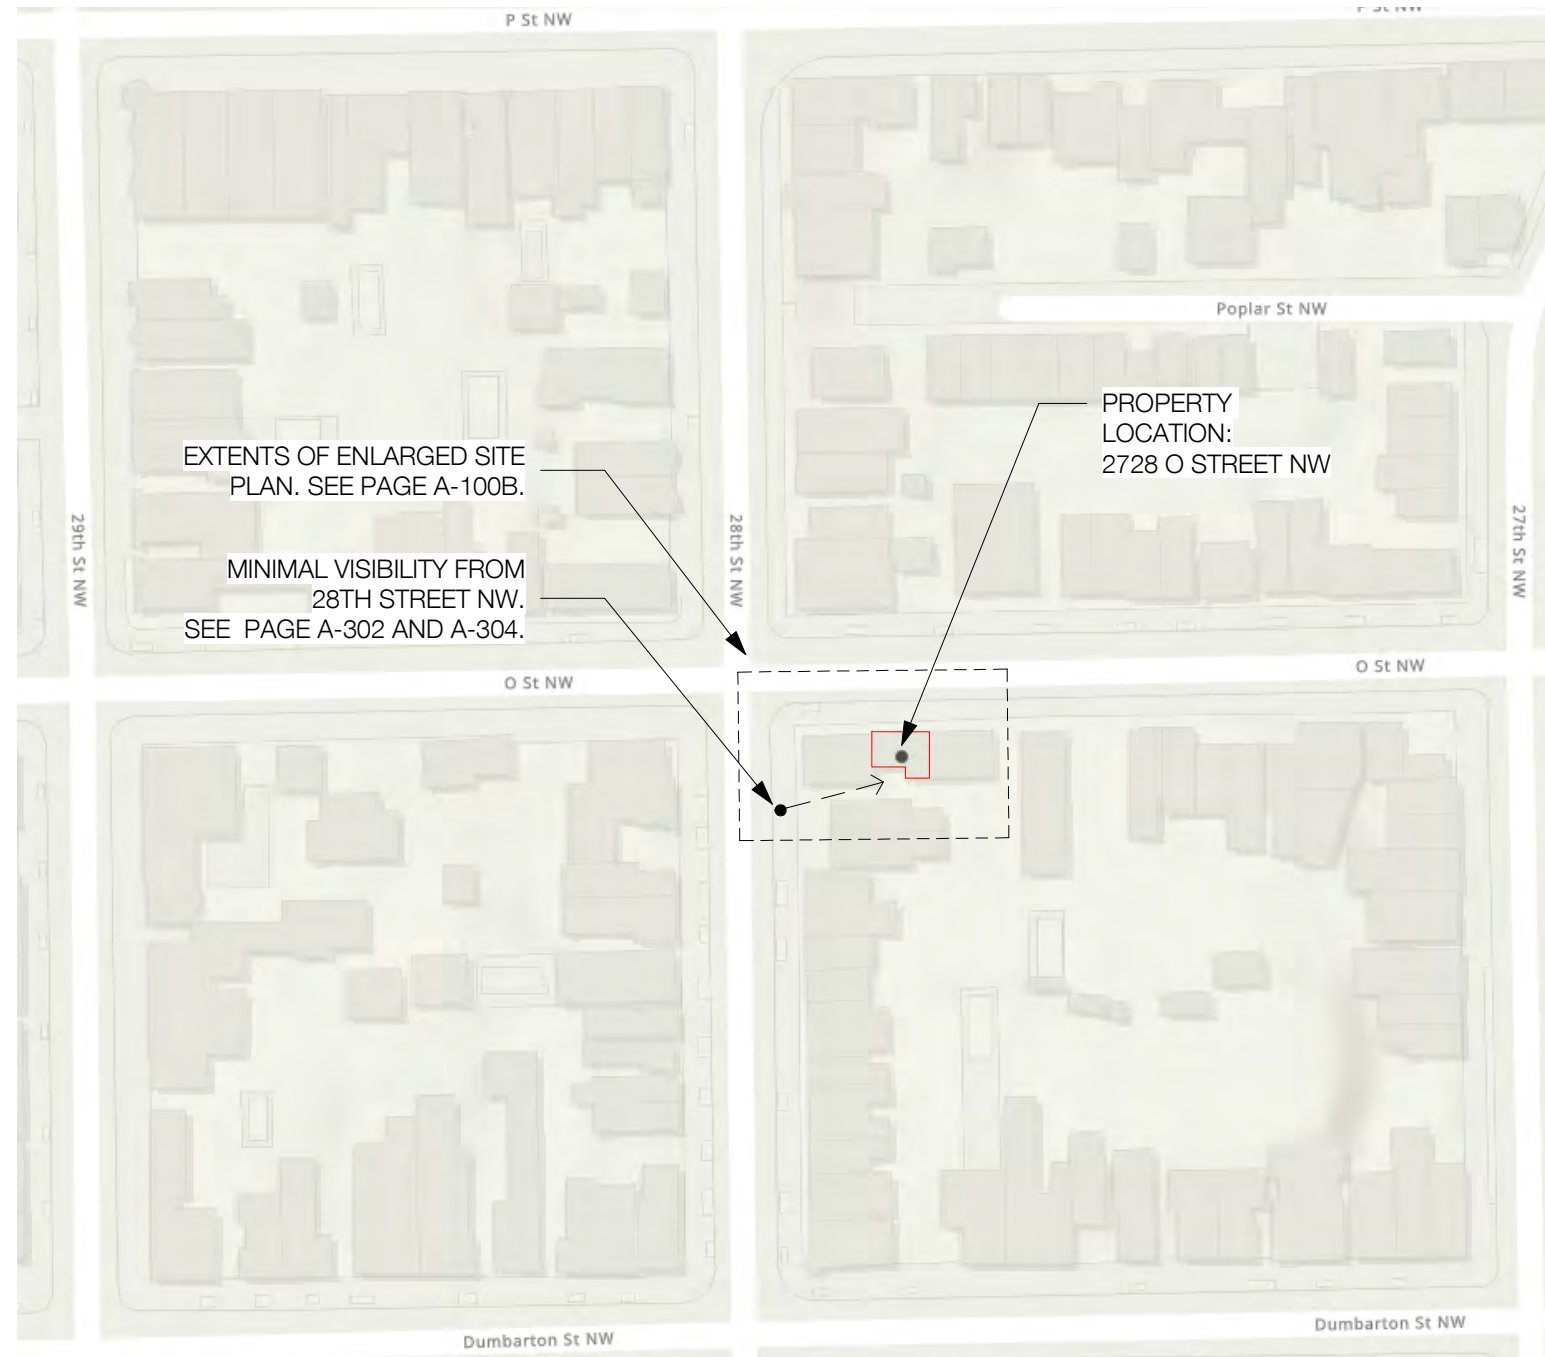 P St NW
P St NW
Poplar St NW
PROPERTY
LOCATION:
2728 O STREET NW
EXTENTS OF ENLARGED SITE
PLAN. SEE PAGE A-100B.
29th St NW
28th St NW
27th St NW
MINIMAL VISIBILITY FROM
28TH STREET NW.
SEE PAGE A-302 AND A-304.
O St NW
O St NW
Dumbarton St NW
Dumbarton St NW